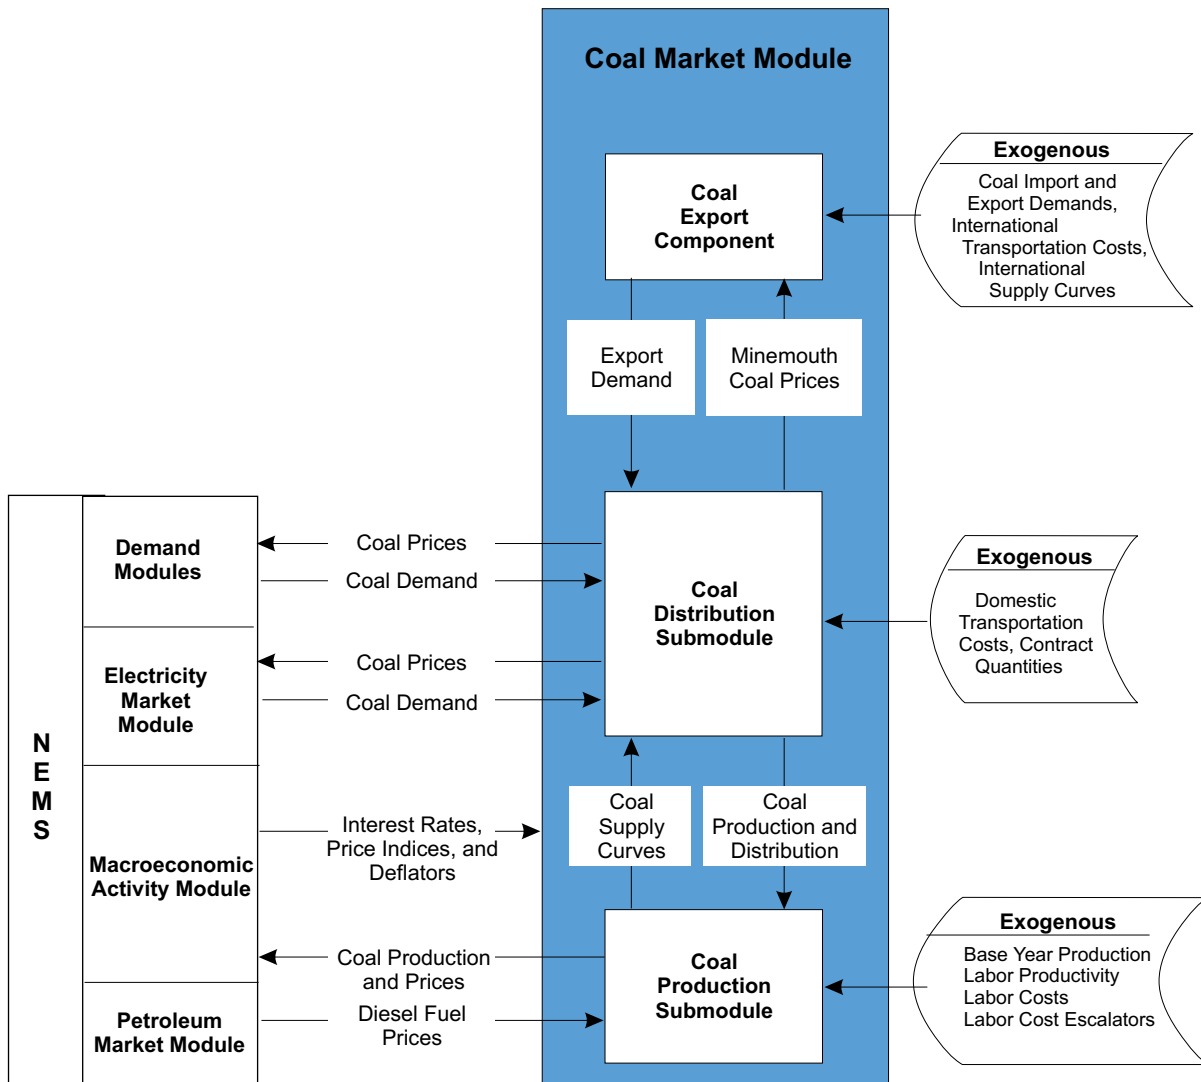 Coal Market Module
Coal
Export
Component
Exogenous
Coal Import and
Export Demands,
International
Transportation Costs,
International
Supply Curves
Export
Demand
Minemouth
Coal Prices
N
E
M
S
Demand
Modules
Coal Prices
Coal Demand
Electricity
Market
Module
Coal Prices
Coal Demand
Coal
Distribution
Submodule
Exogenous
Domestic
Transportation
Costs, Contract
Quantities
Macroeconomic
Activity Module
Interest Rates,
Price Indices, and
Deflators
Coal
Supply
Curves
Coal
Production and
Distribution
Coal Production
and Prices
Petroleum
Market Module
Diesel Fuel
Prices
Coal
Production
Submodule
Exogenous
Base Year Production
Labor Productivity
Labor Costs
Labor Cost Escalators